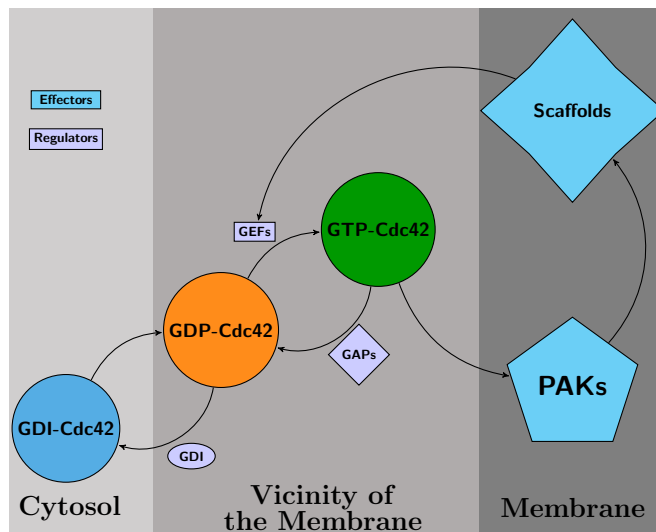 Effectors
Scaffolds
Regulators
GEFs
GTP-Cdc42
GDP-Cdc42
GAPs
PAKs
GDI-Cdc42
GDI
Cytosol
Vicinity of
the Membrane
Membrane